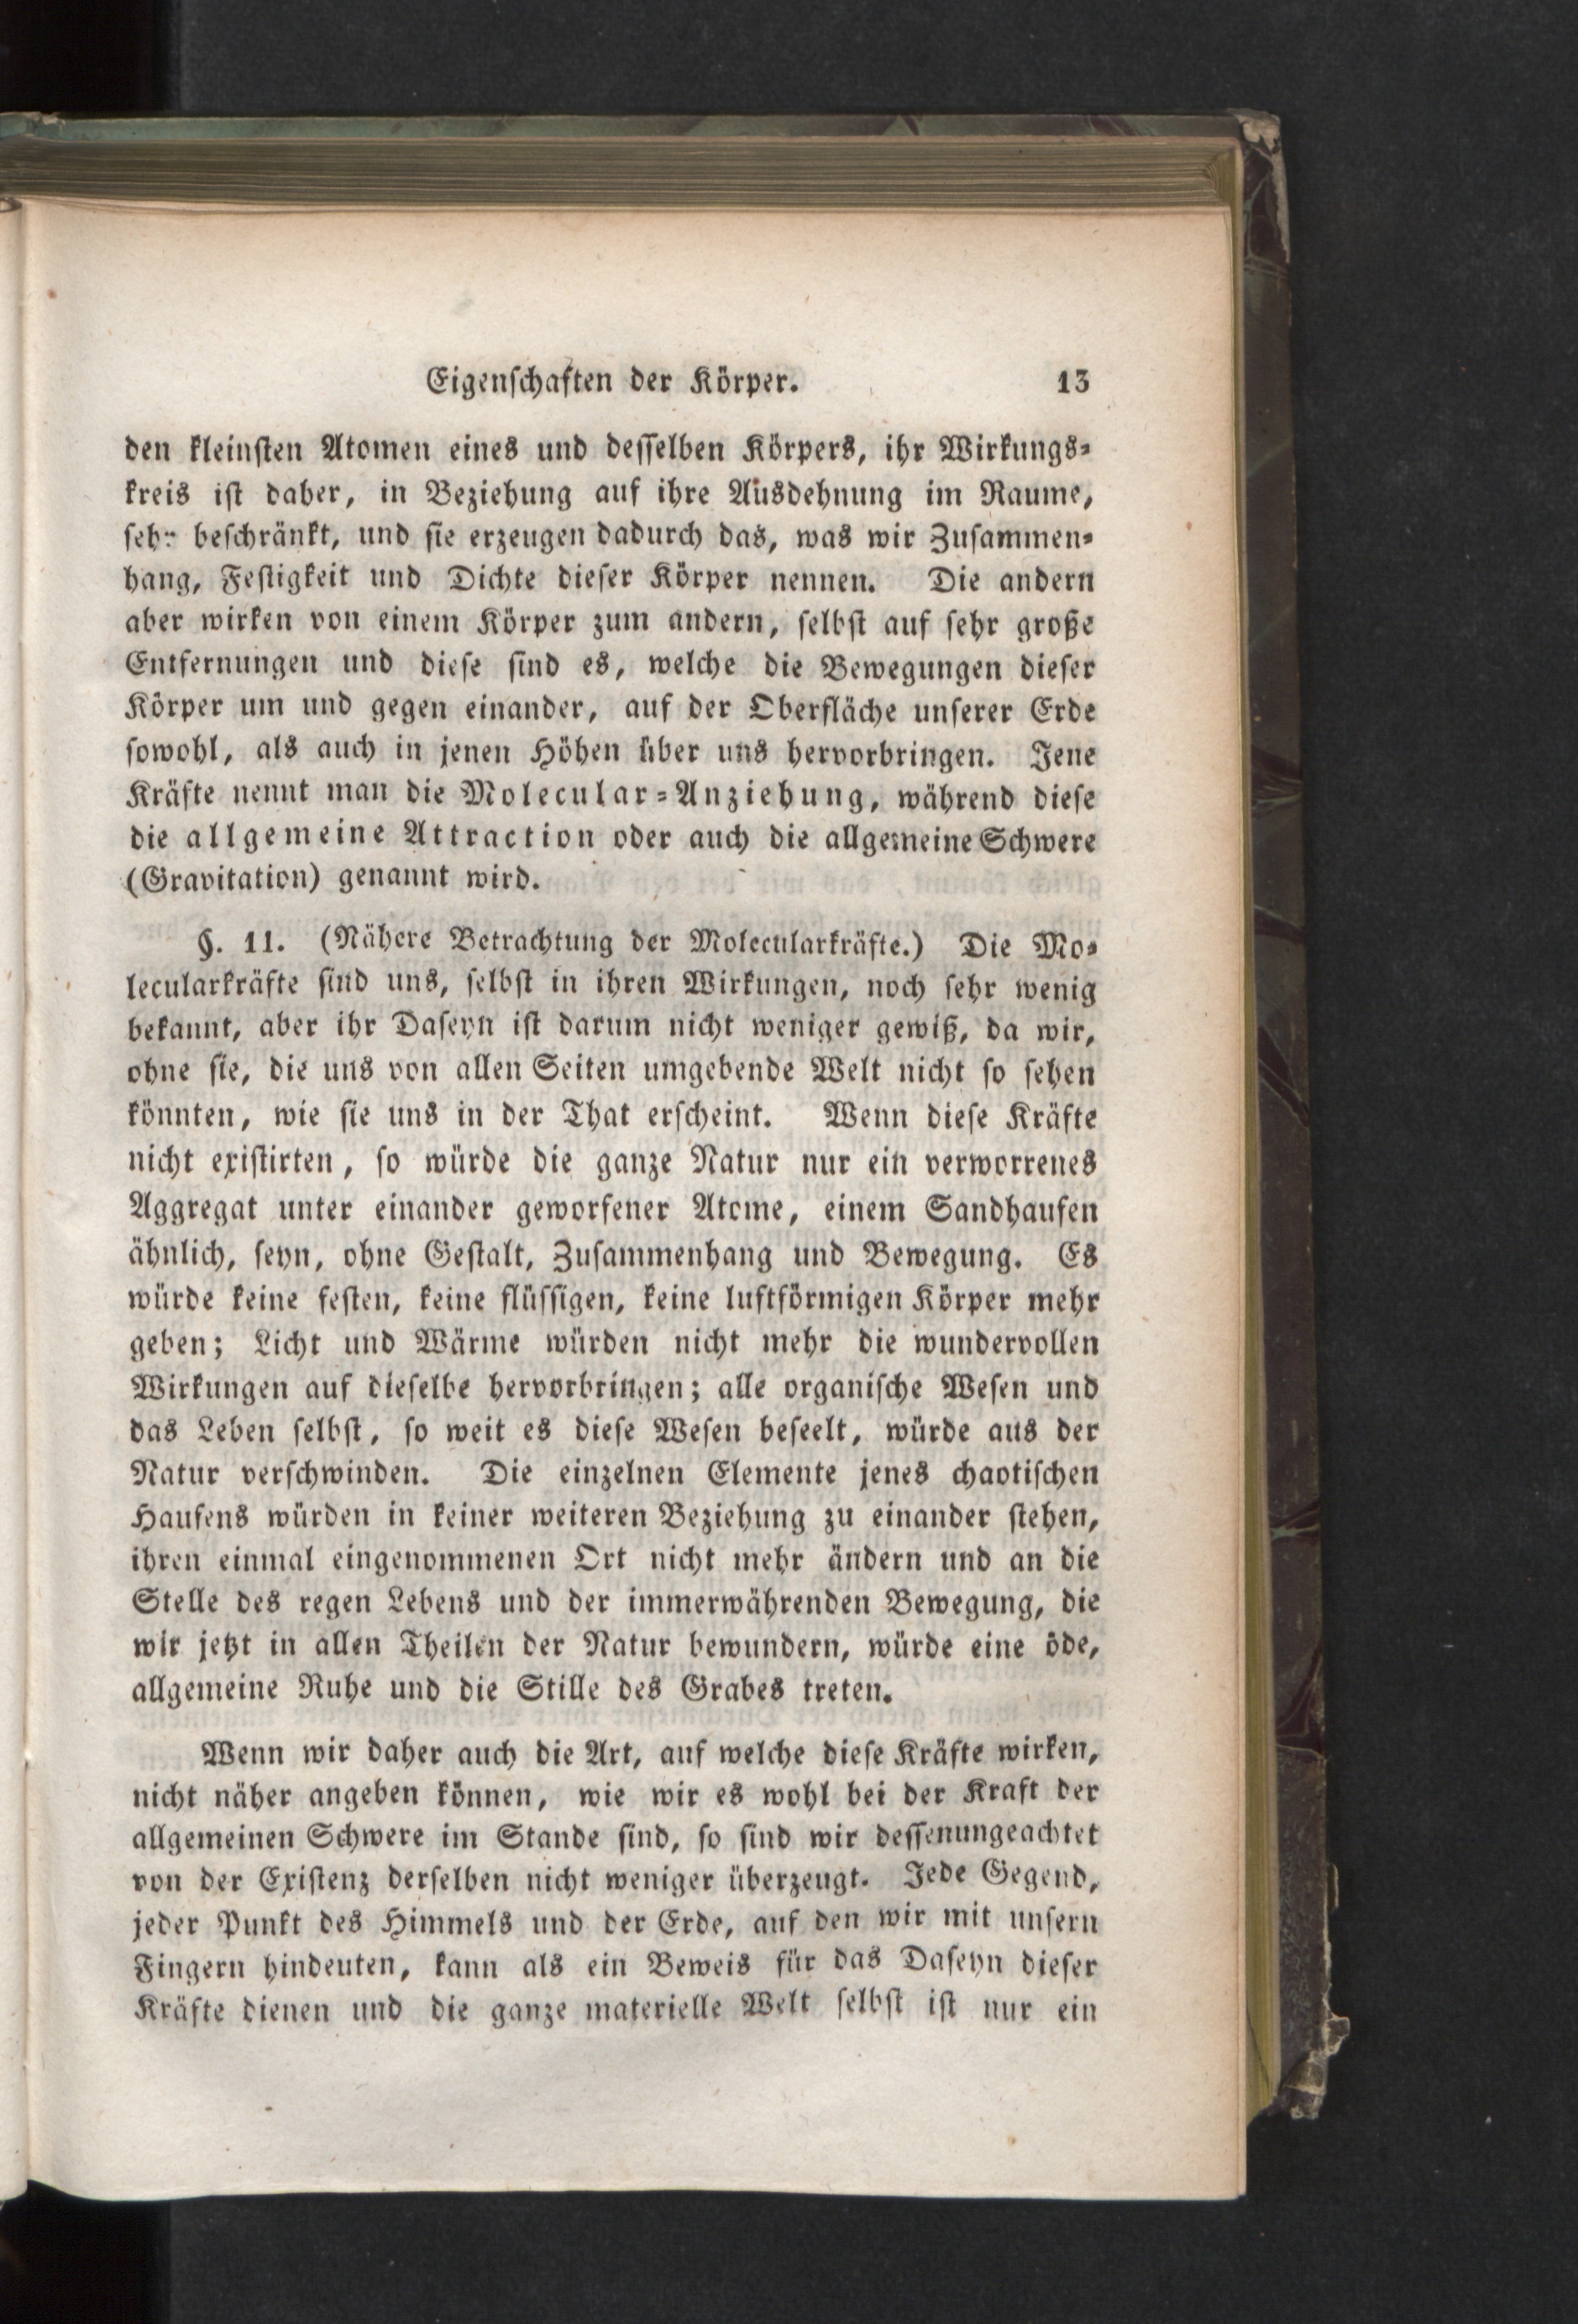 Eigenschaften der Körper. 13
den kleinsten Atomen eines und desselben Körpers, ihr Wirkungs-
kreis ist daher, in Beziehung auf ihre Ausdehnung im Raume,
sehr beschränkt, und sie erzeugen dadurch das, was wir Zusammen-
hang, Festigkeit und Dichte dieser Körper nennen. Die andern
aber wirken von einem Körper zum andern, selbst auf sehr große
Entfernungen und diese sind es, welche die Bewegungen dieser
Körper um und gegen einander, auf der Oberfläche unserer Erde
sowohl, als auch in jenen Höhen über uns hervorbringen. Jene
Kräfte nennt man die Molecular-Anziehung, während diese
die allgemeine Attraction oder auch die allgemeine Schwere
(Gravitation) genannt wird.
§. 11. (Nähere Betrachtung der Molecularkräfte.) Die Mo-
lecularkräfte sind uns, selbst in ihren Wirkungen, noch sehr wenig
bekannt, aber ihr Daseyn ist darum nicht weniger gewiß, da wir,
ohne sie, die uns von allen Seiten umgebende Welt nicht so sehen
könnten, wie sie uns in der That erscheint. Wenn diese Kräfte
nicht existirten, so würde die ganze Natur nur ein verworrenes
Aggregat unter einander geworfener Atome, einem Sandhaufen
ähnlich, seyn, ohne Gestalt, Zusammenhang und Bewegung. Es
würde keine festen, keine flüssigen, keine luftförmigen Körper mehr
geben; Licht und Wärme würden nicht mehr die wundervollen
Wirkungen auf dieselbe hervorbringen; alle organische Wesen und
das Leben selbst, so weit es diese Wesen beseelt, würde aus der
Natur verschwinden. Die einzelnen Elemente jenes chaotischen
Haufens würden in keiner weiteren Beziehung zu einander stehen,
ihren einmal eingenommenen Ort nicht mehr ändern und an die
Stelle des regen Lebens und der immerwährenden Bewegung, die
wir jetzt in allen Theilen der Natur bewundern, würde eine öde,
allgemeine Ruhe und die Stille des Grabes treten.
Wenn wir daher auch die Art, auf welche diese Kräfte wirken,
nicht näher angeben können, wie wir es wohl bei der Kraft der
allgemeinen Schwere im Stande sind, so sind wir dessenungeachtet
von der Existenz derselben nicht weniger überzeugt. Jede Gegend,
jeder Punkt des Himmels und der Erde, auf den wir mit unsern
Fingern hindeuten, kann als ein Beweis für das Daseyn dieser
Kräfte dienen und die ganze materielle Welt selbst ist nur ein